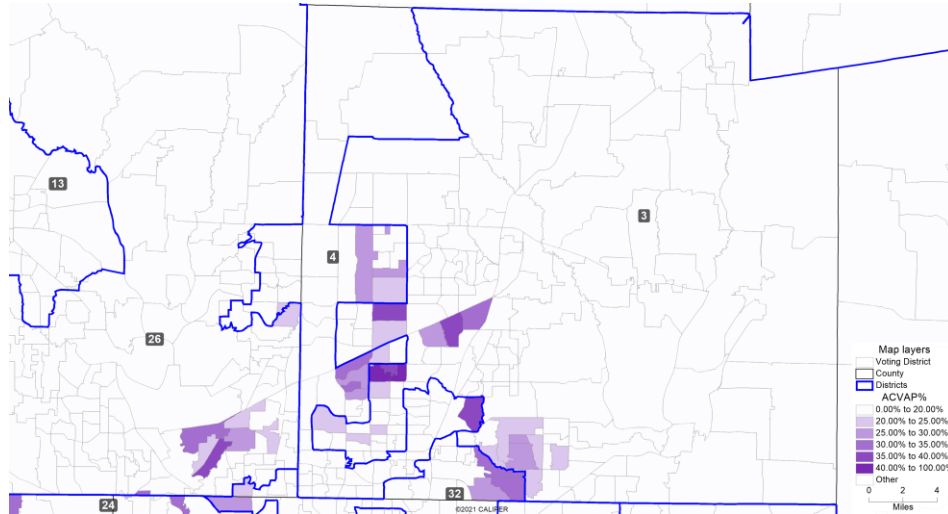 13
3
4
26
24
32
Map layers
Voting District
County
Districts
ACVAP%
0.00% to 20.00%
20.00% to 25.00%
25.00% to 30.00%
30.00% to 35.00%
35.00% to 40.00%
40.00% to 100.00%
Other
0 2 4
Miles
©2021 CALIPER